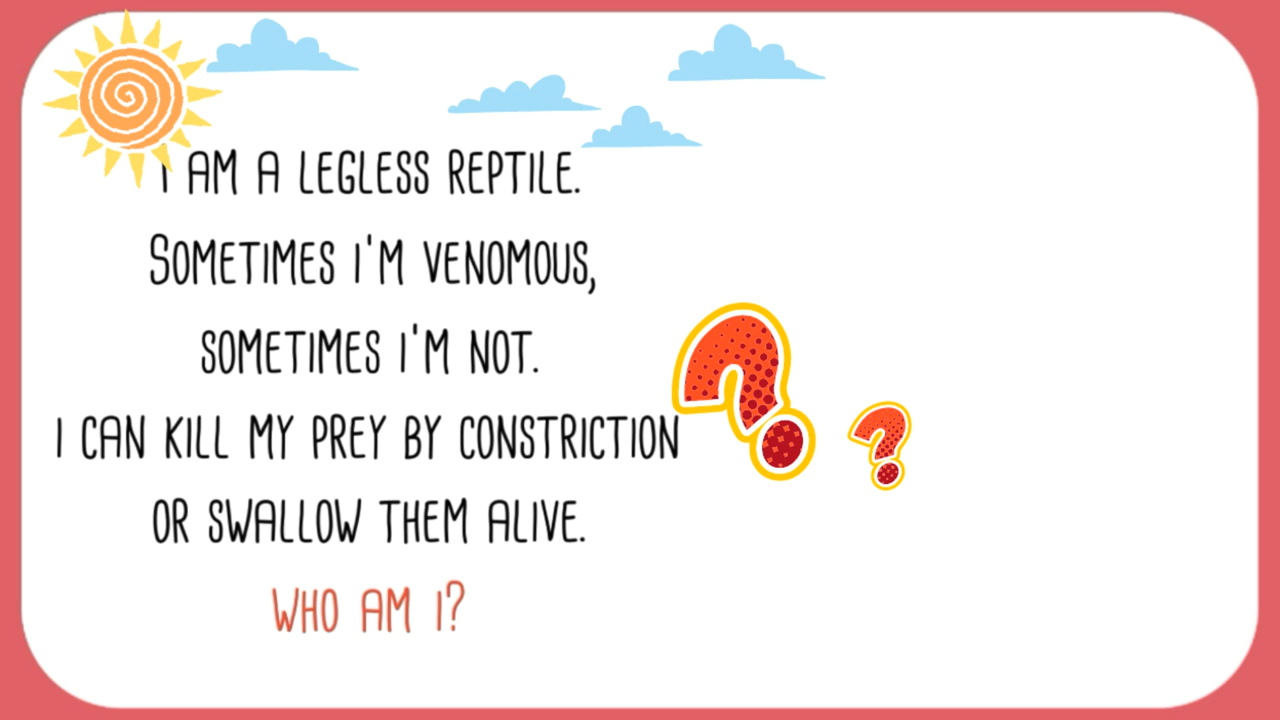 I AM A LEGLESS REPTILE.
SOMETIMES I'M VENOMOUS,
SOMETIMES I'M NOT.
I CAN KILL MY PREY BY CONSTRICTION
OR SWALLOW THEM ALIVE.
WHO AM I?
??